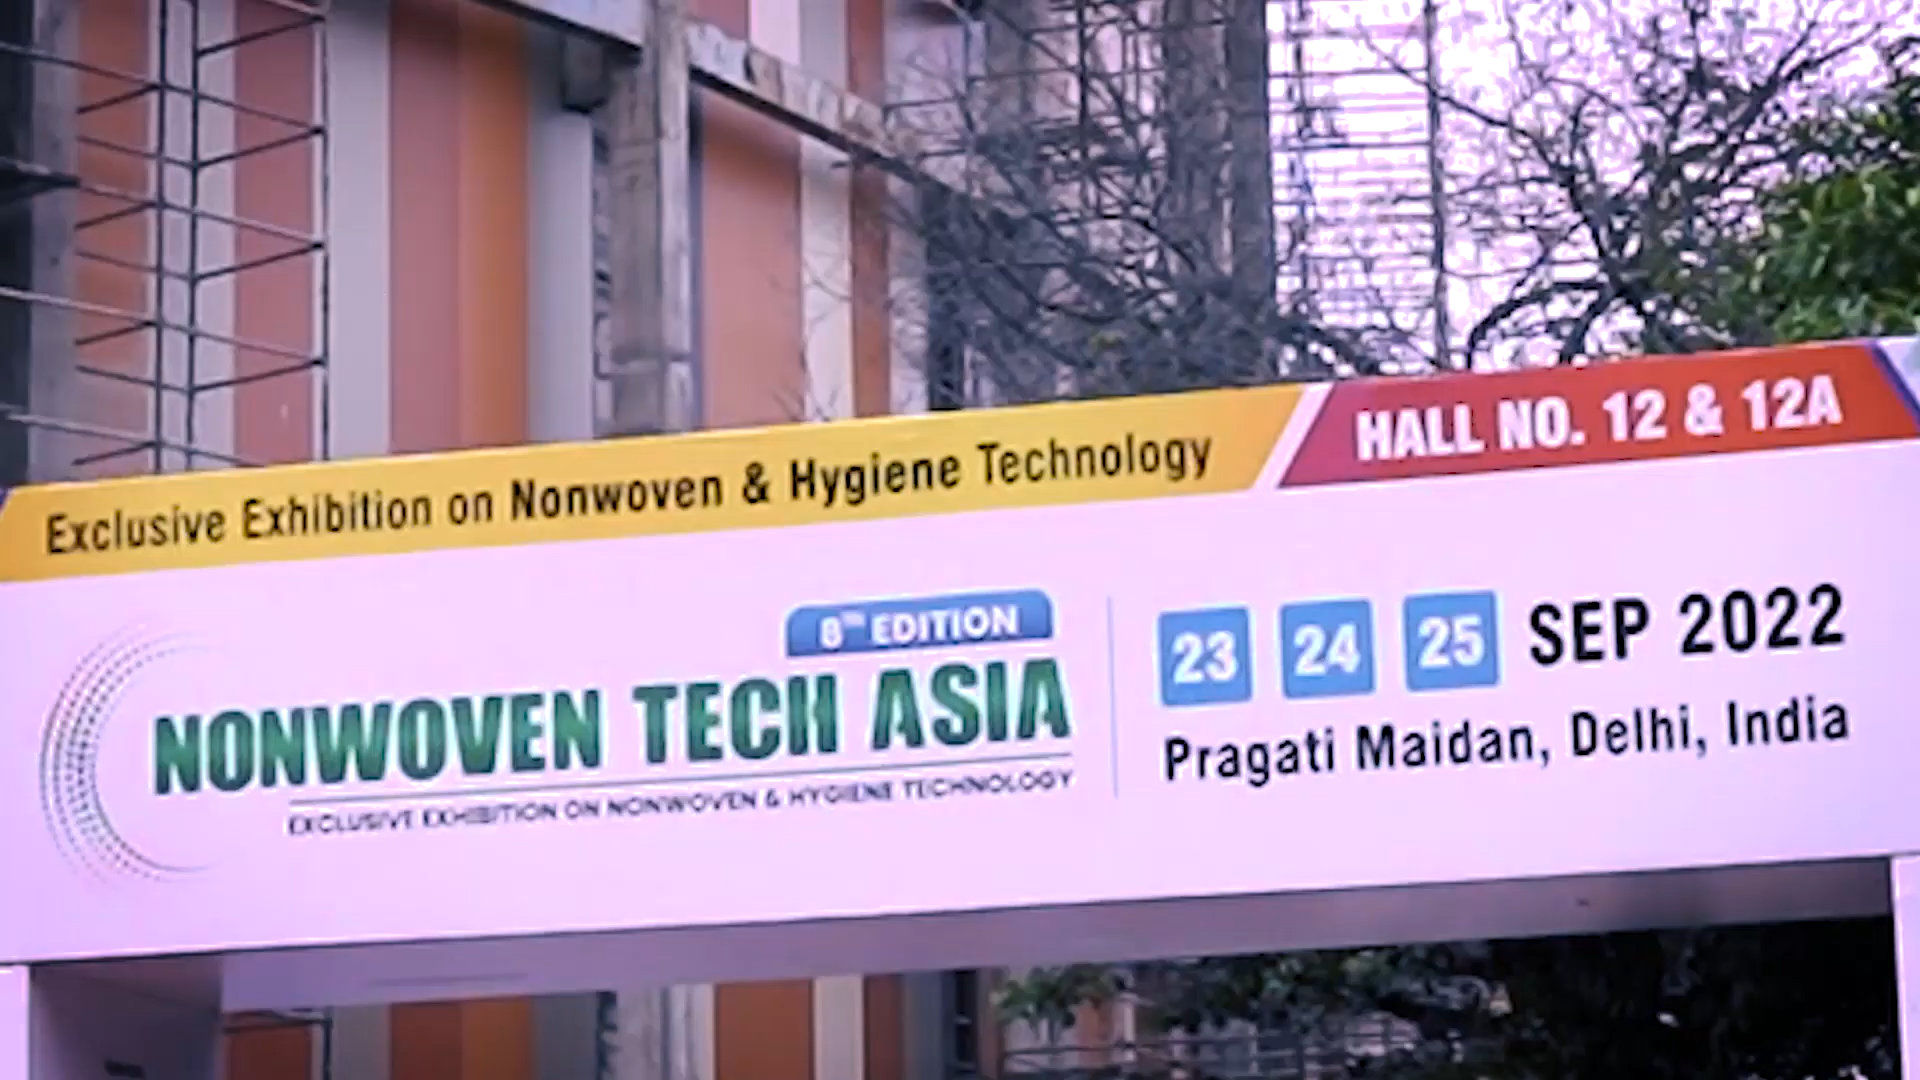 Exclusive Exhibition on Nonwoven & Hygiene Technology
HALL NO. 12 & 12A
8TH EDITION
NONWOVEN TECH ASIA
EXCLUSIVE EXHIBITION ON NONWOVEN & HYGIENE TECHNOLOGY
23 24 25 SEP 2022
Pragati Maidan, Delhi, India